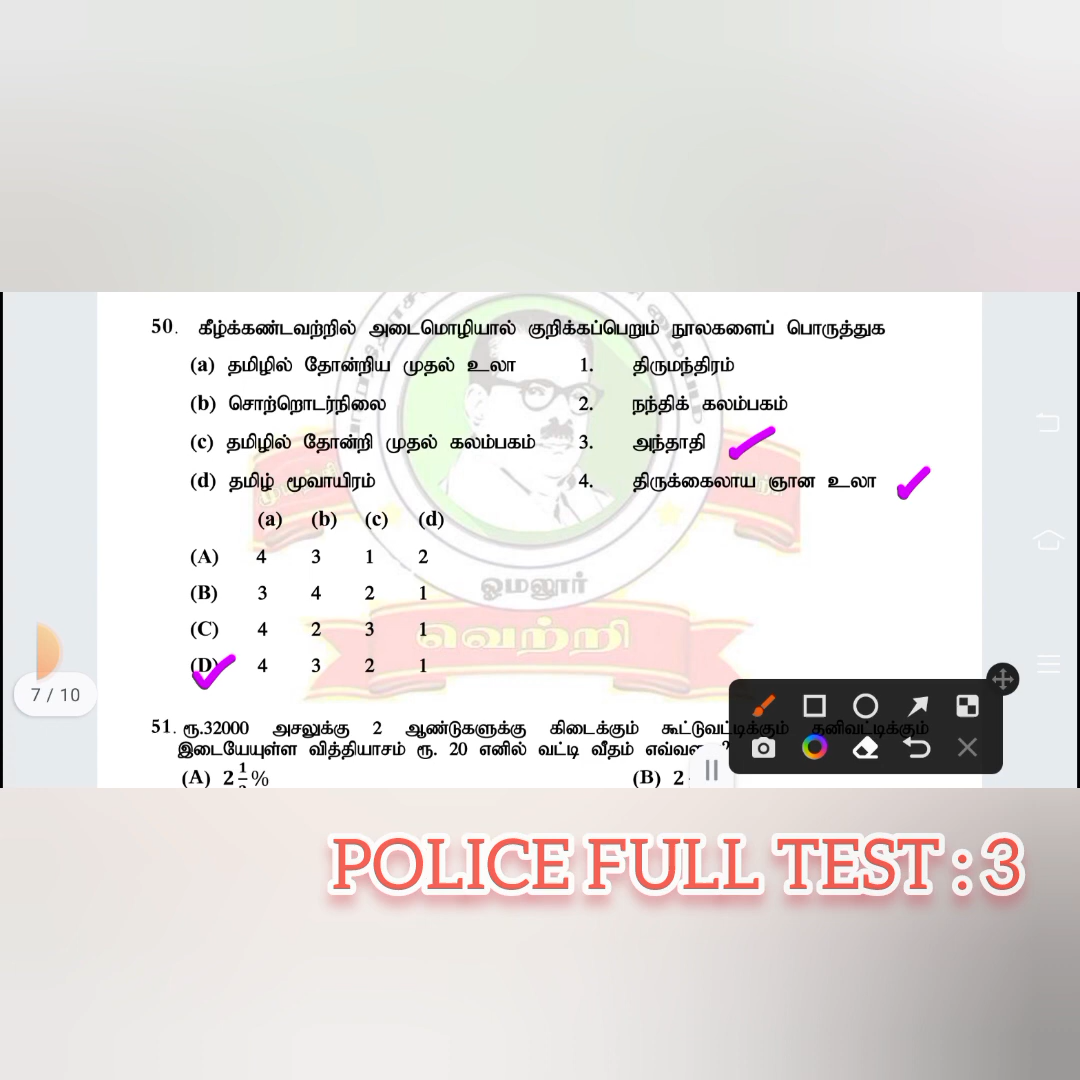 50. கீழ்க்கண்டவற்றில் அடைமொழியால் குறிக்கப்பெறும் நூலகளைப் பொருத்துக
(a) தமிழில் தோன்றிய முதல் உலா 1. திருமந்திரம்
(b) சொற்றொடர்நிலை 2. நந்திக் கலம்பகம்
(c) தமிழில் தோன்றி முதல் கலம்பகம் 3. அந்தாதி
(d) தமிழ் மூவாயிரம் 4. திருக்கைலாய ஞான உலா
(a) (b) (c) (d)
(A) 4 3 1 2
(B) 3 4 2 1
(C) 4 2 3 1
(D) 4 3 2 1
ஓமலூர்
வெற்றி
7 / 10
51. ரூ.32000 அசலுக்கு 2 ஆண்டுகளுக்கு கிடைக்கும் கூட்டுவட்டிக்கும் தனிவட்டிக்கும்
இடையேயுள்ள வித்தியாசம் ரூ. 20 எனில் வட்டி வீதம்
(A) 2 % (B) 2
POLICE FULL TEST : 3